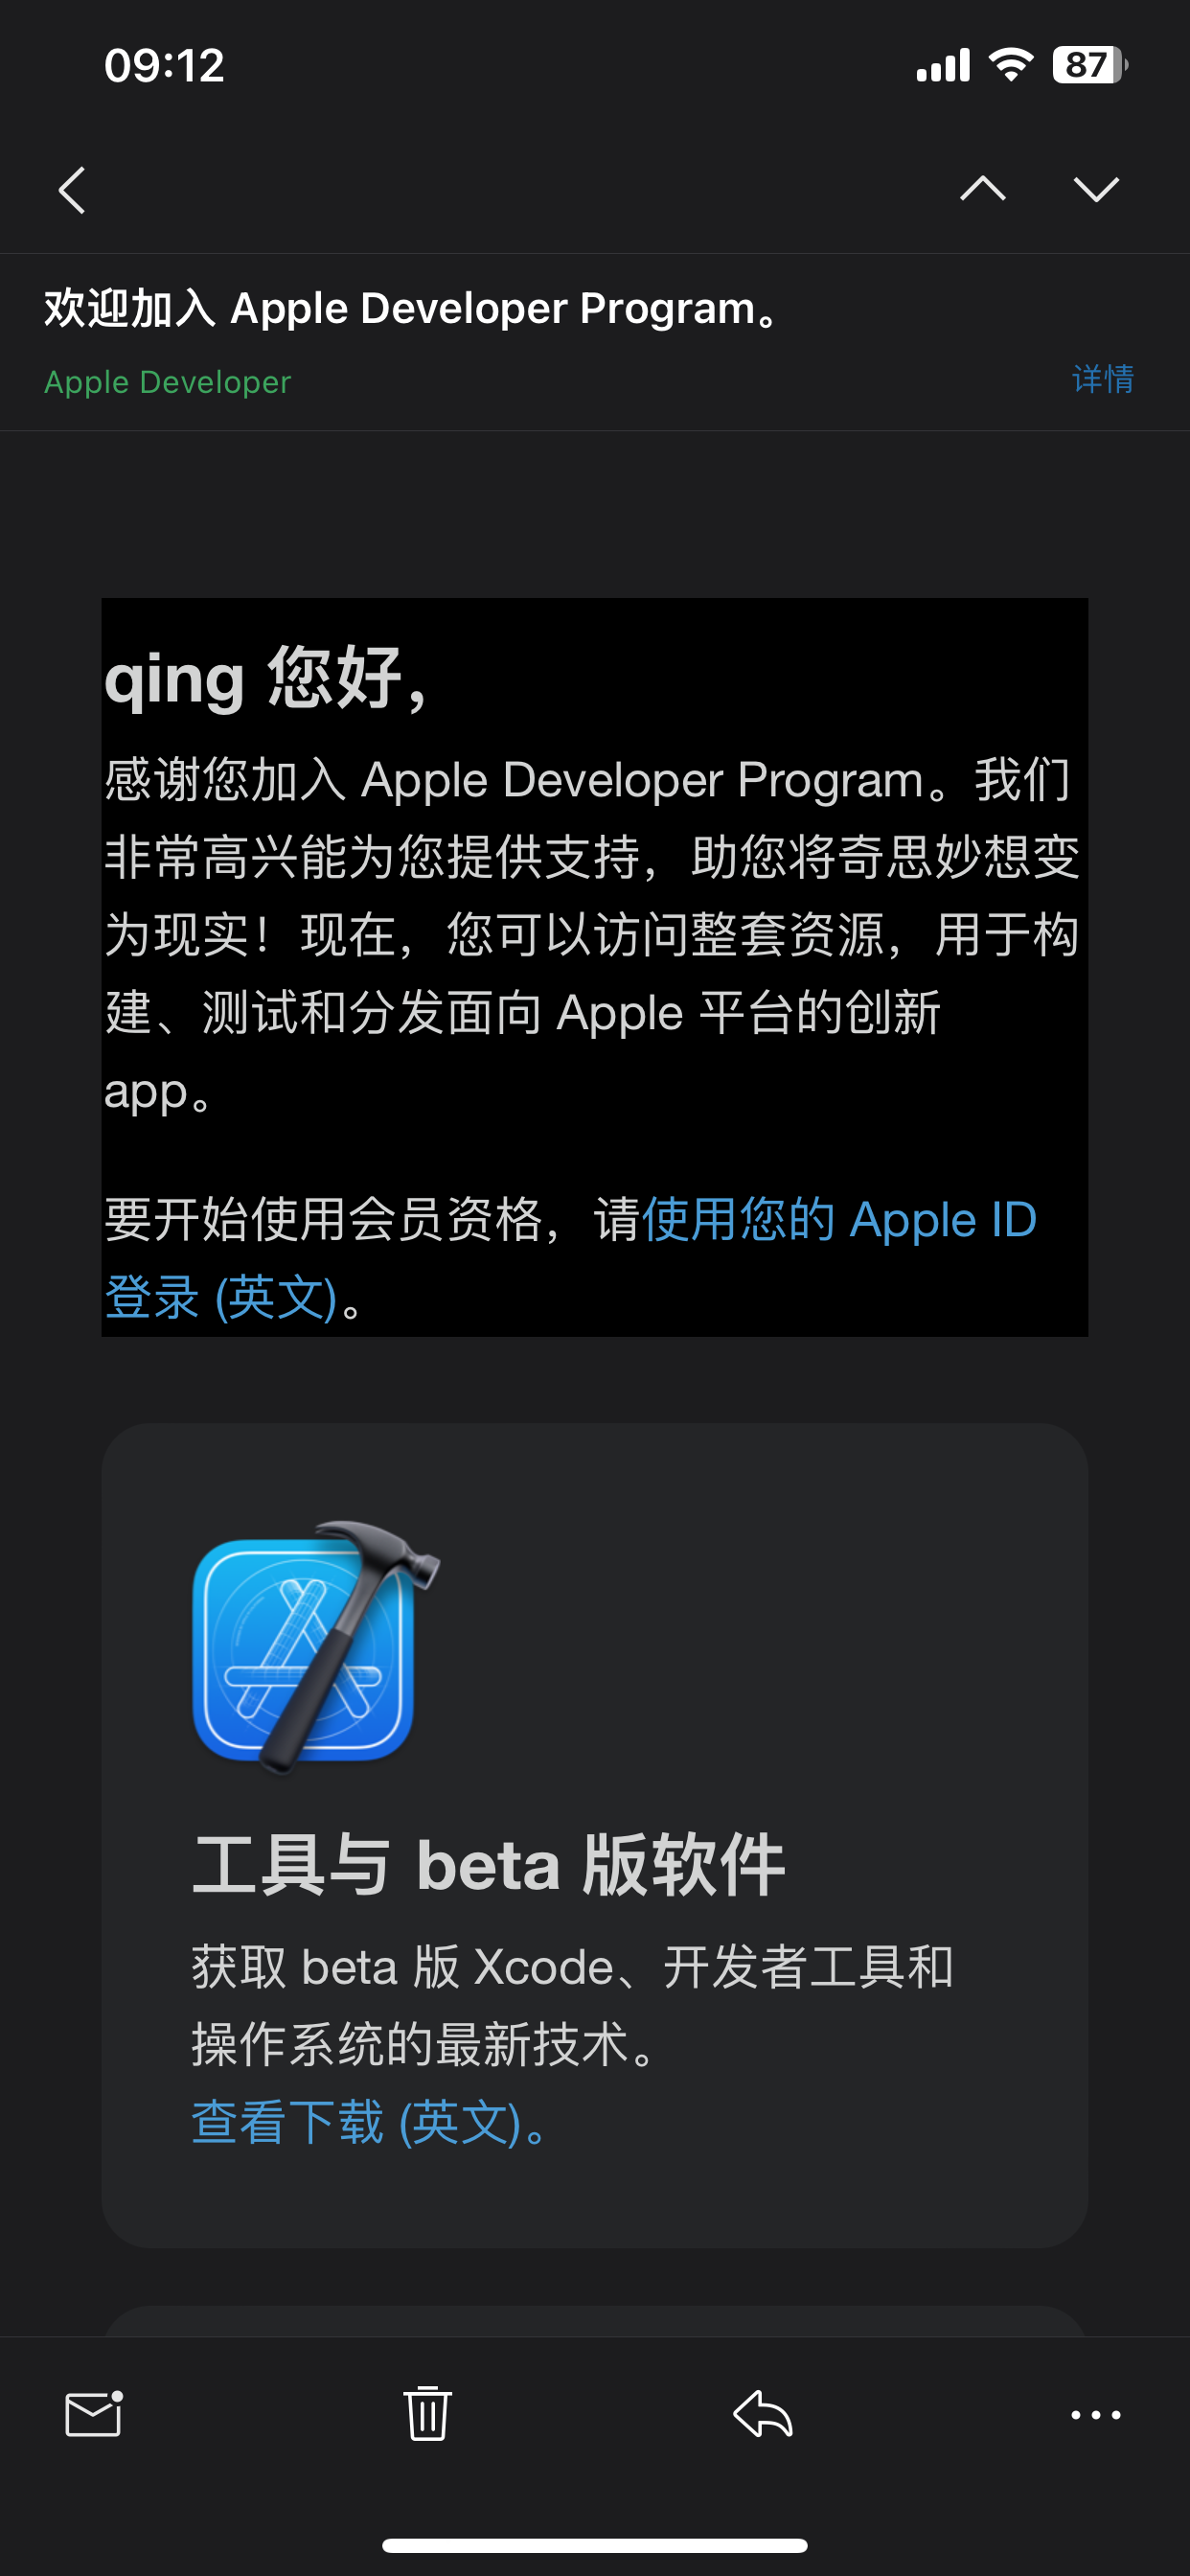 09:12
87
欢迎加入 Apple Developer Program。
Apple Developer
详情
qing 您好，
感谢您加入 Apple Developer Program。我们
非常高兴能为您提供支持，助您将奇思妙想变
为现实！现在，您可以访问整套资源，用于构
建、测试和分发面向 Apple 平台的创新
app。
要开始使用会员资格，请使用您的 Apple ID
登录 (英文)。
工具与 beta 版软件
获取 beta 版 Xcode、开发者工具和
操作系统的最新技术。
查看下载 (英文)。